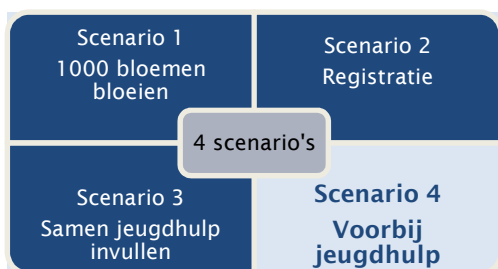 Scenario 1
1000 bloemen
bloeien
Scenario 2
Registratie
4 scenario's
Scenario 3
Samen jeugdhulp
invullen
Scenario 4
Voorbij
jeugdhulp